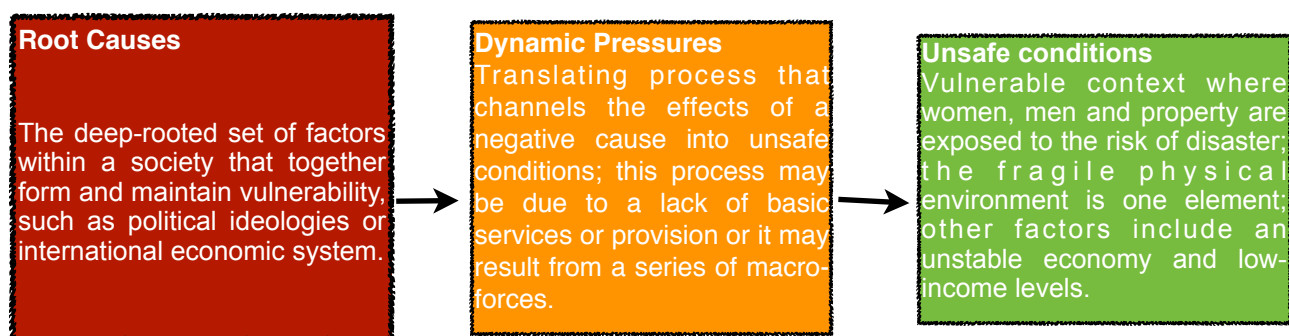 Root Causes
The deep-rooted set of factors
within a society that together
form and maintain vulnerability,
such as political ideologies or
international economic system.
Dynamic Pressures
Translating process that
channels the effects of a
negative cause into unsafe
conditions; this process may
be due to a lack of basic
services or provision or it may
result from a series of macro-
forces.
Unsafe conditions
Vulnerable context where
women, men and property are
exposed to the risk of disaster;
the fragile physical
environment is one element;
other factors include an
unstable economy and low-
income levels.